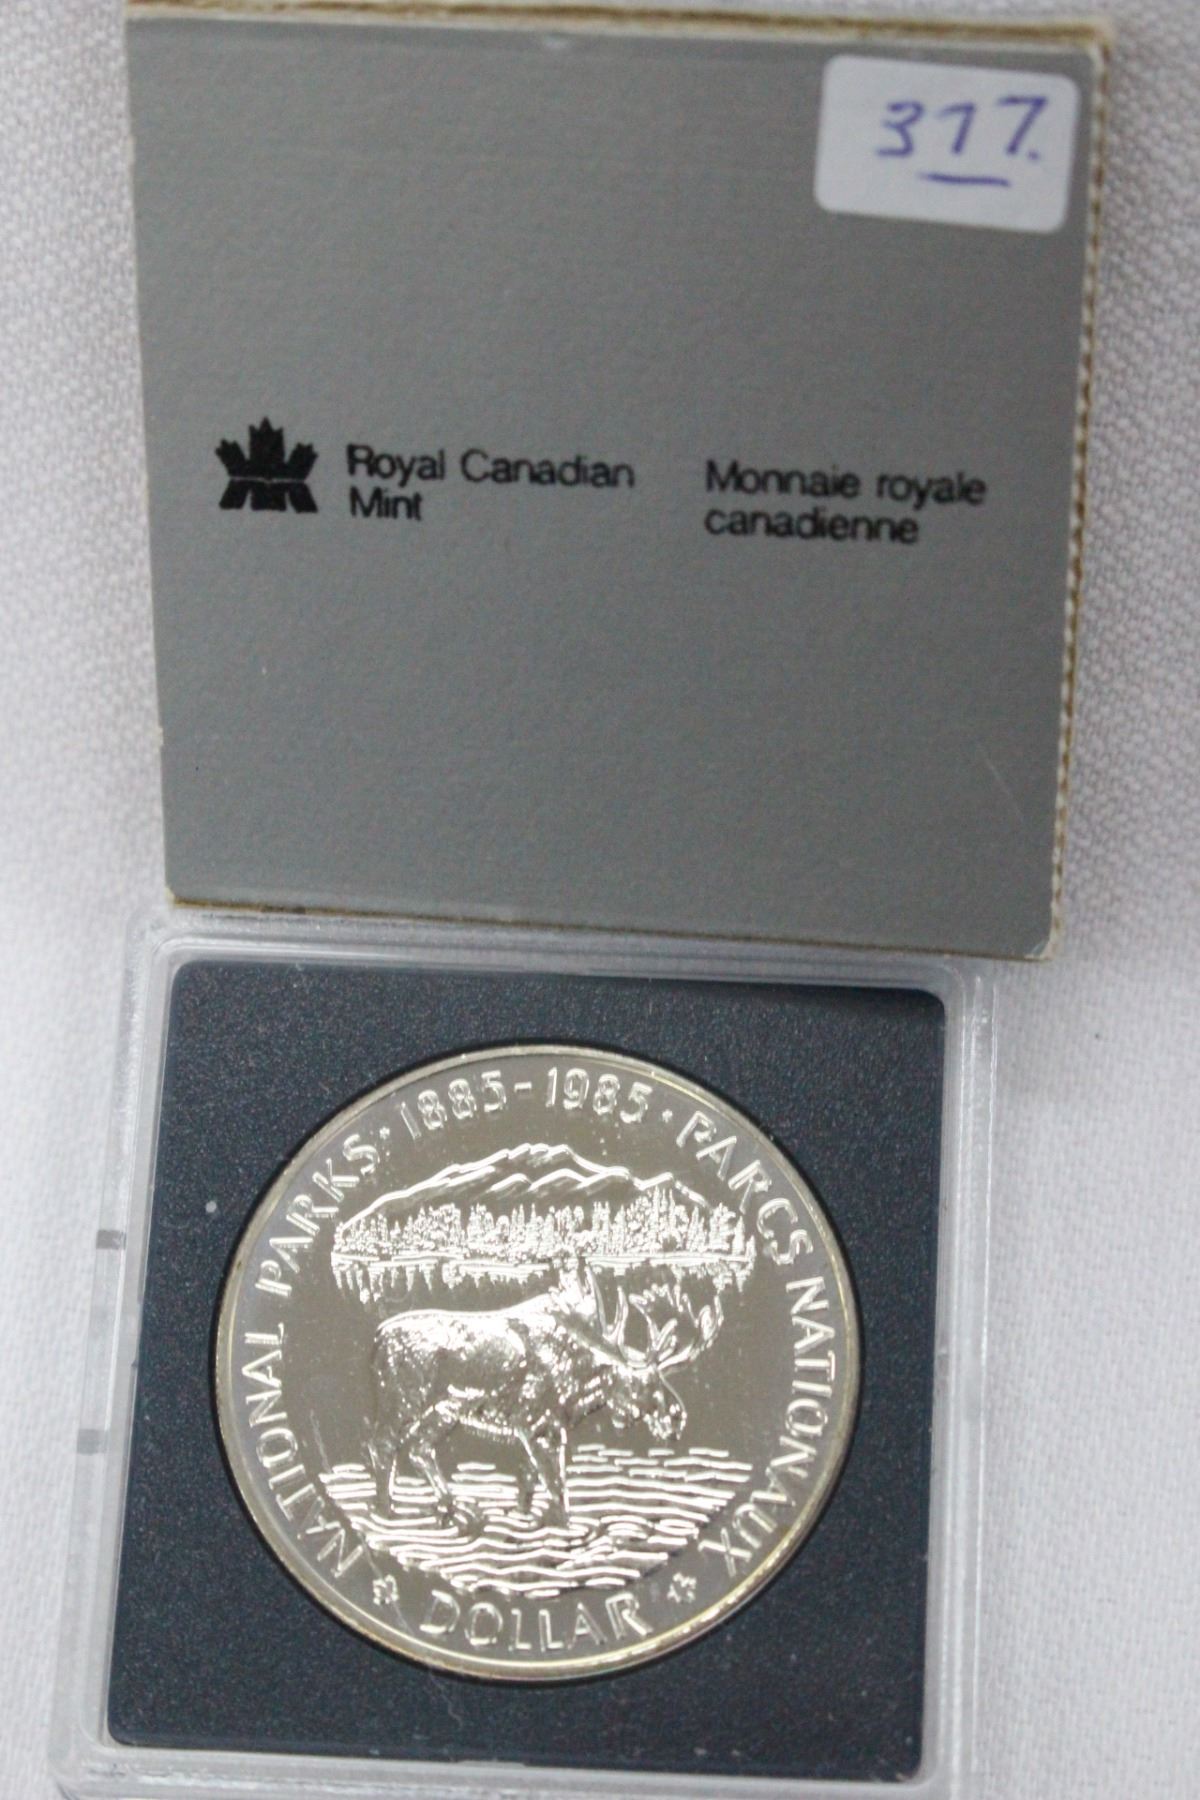 317.
Royal Canadian
Mint
Monnaie royale
canadienne
NATIONAL PARKS · 1885-1985 · PARCS NATIONAUX
DOLLAR